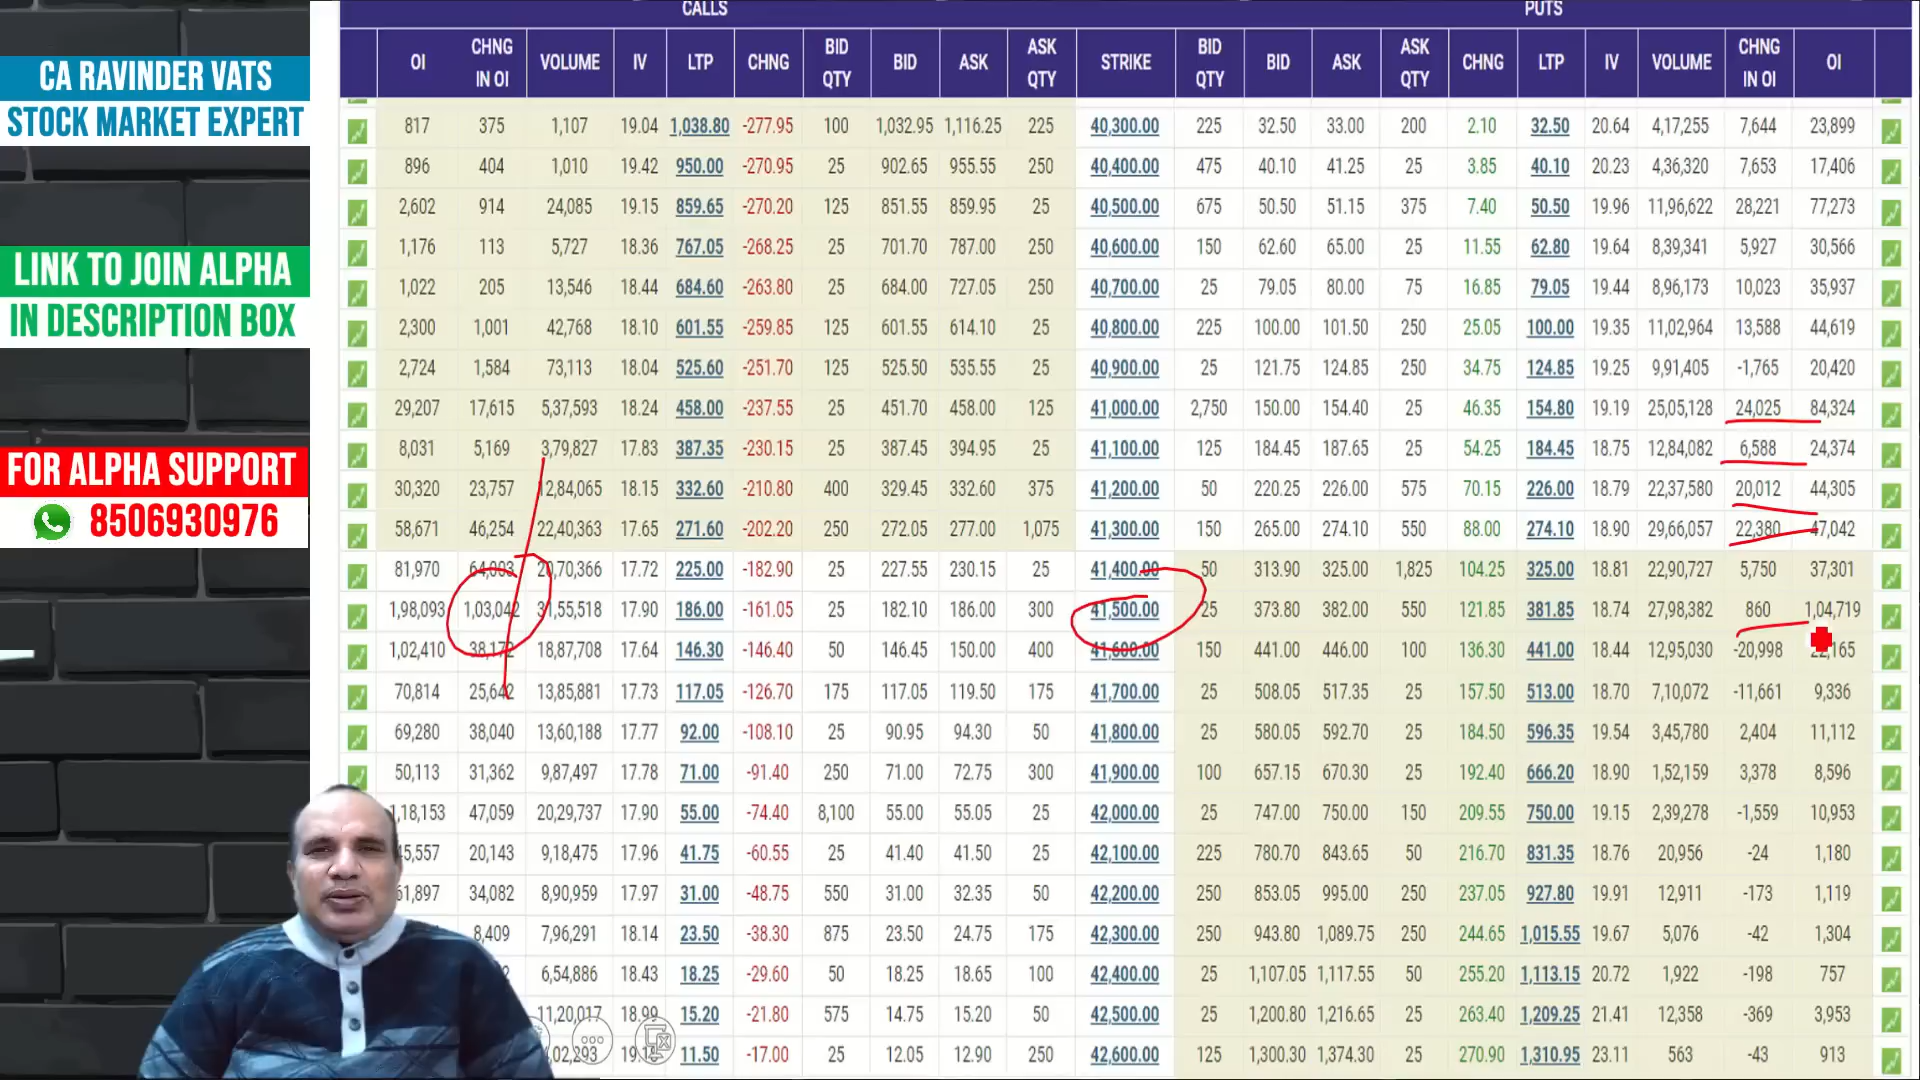 CALLS PUTS
OI CHNG IN OI VOLUME IV LTP CHNG BID QTY BID ASK ASK QTY STRIKE BID QTY BID ASK ASK QTY CHNG LTP IV VOLUME CHNG IN OI OI
817 375 1,107 19.04 1,038.80 -277.95 100 1,032.95 1,116.25 225 40,300.00 225 32.50 33.00 200 2.10 32.50 20.64 4,17,255 7,644 23,899
896 404 1,010 19.42 950.00 -270.95 25 902.65 955.55 250 40,400.00 475 40.10 41.25 25 3.85 40.10 20.23 4,36,320 7,653 17,406
2,602 914 24,085 19.15 859.65 -270.20 125 851.55 859.95 25 40,500.00 675 50.50 51.15 375 7.40 50.50 19.96 11,96,622 28,221 77,273
1,176 113 5,727 18.36 767.05 -268.25 25 701.70 787.00 250 40,600.00 150 62.60 65.00 25 11.55 62.80 19.64 8,39,341 5,927 30,566
1,022 205 13,546 18.44 684.60 -263.80 25 684.00 727.05 250 40,700.00 25 79.05 80.00 75 16.85 79.05 19.44 8,96,173 10,023 35,937
2,300 1,001 42,768 18.10 601.55 -259.85 125 601.55 614.10 25 40,800.00 225 100.00 101.50 250 25.05 100.00 19.35 11,02,964 13,588 44,619
2,724 1,584 73,113 18.04 525.60 -251.70 125 525.50 535.55 25 40,900.00 25 121.75 124.85 250 34.75 124.85 19.25 9,91,405 -1,765 20,420
29,207 17,615 5,37,593 18.24 458.00 -237.55 25 451.70 458.00 125 41,000.00 2,750 150.00 154.40 25 46.35 154.80 19.19 25,05,128 24,025 84,324
8,031 5,169 3,79,827 17.83 387.35 -230.15 25 387.45 394.95 25 41,100.00 125 184.45 187.65 25 54.25 184.45 18.75 12,84,082 6,588 24,374
30,320 23,757 12,84,065 18.15 332.60 -210.80 400 329.45 332.60 375 41,200.00 50 220.25 226.00 575 70.15 226.00 18.79 22,37,580 20,012 44,305
58,671 46,254 22,40,363 17.65 271.60 -202.20 250 272.05 277.00 1,075 41,300.00 150 265.00 274.10 550 88.00 274.10 18.90 29,66,057 22,380 47,042
81,970 20,70,366 17.72 225.00 -182.90 25 227.55 230.15 25 41,400.00 50 313.90 325.00 1,825 104.25 325.00 18.81 22,90,727 5,750 37,301
1,98,093 1,03,042 31,55,518 17.90 186.00 -161.05 25 182.10 186.00 300 41,500.00 25 373.80 382.00 550 121.85 381.85 18.74 27,98,382 860 1,04,719
1,02,410 38,172 18,87,708 17.64 146.30 -146.40 50 146.45 150.00 400 41,600.00 150 441.00 446.00 100 136.30 441.00 18.44 12,95,030 -20,998
70,814 25,642 13,85,881 17.73 117.05 -126.70 175 117.05 119.50 175 41,700.00 25 508.05 517.35 25 157.50 513.00 18.70 7,10,072 -11,661 9,336
69,280 38,040 13,60,188 17.77 92.00 -108.10 25 90.95 94.30 50 41,800.00 25 580.05 592.70 25 184.50 596.35 19.54 3,45,780 2,404 11,112
50,113 31,362 9,87,497 17.78 71.00 -91.40 250 71.00 72.75 300 41,900.00 100 657.15 670.30 25 192.40 666.20 18.90 1,52,159 3,378 8,596
1,18,153 47,059 20,29,737 17.90 55.00 -74.40 8,100 55.00 55.05 25 42,000.00 25 747.00 750.00 150 209.55 750.00 19.15 2,39,278 -1,559 10,953
20,143 9,18,475 17.96 41.75 -60.55 25 41.40 41.50 25 42,100.00 225 780.70 843.65 50 216.70 831.35 18.76 20,956 -24 1,180
34,082 8,90,959 17.97 31.00 -48.75 550 31.00 32.35 50 42,200.00 250 853.05 995.00 250 237.05 927.80 19.91 12,911 -173 1,119
8,409 7,96,291 18.14 23.50 -38.30 875 23.50 24.75 175 42,300.00 250 943.80 1,089.75 250 244.65 1,015.55 19.67 5,076 -42 1,304
6,54,886 18.43 18.25 -29.60 50 18.25 18.65 100 42,400.00 25 1,107.05 1,117.55 50 255.20 1,113.15 20.72 1,922 -198 757
11,20,017 18.99 15.20 -21.80 575 14.75 15.20 50 42,500.00 25 1,200.80 1,216.65 25 263.40 1,209.25 21.41 12,358 -369 3,953
11.50 -17.00 25 12.05 12.90 250 42,600.00 125 1,300.30 1,374.30 25 270.90 1,310.95 23.11 563 -43 913
CA RAVINDER VATS
STOCK MARKET EXPERT
LINK TO JOIN ALPHA
IN DESCRIPTION BOX
FOR ALPHA SUPPORT
8506930976